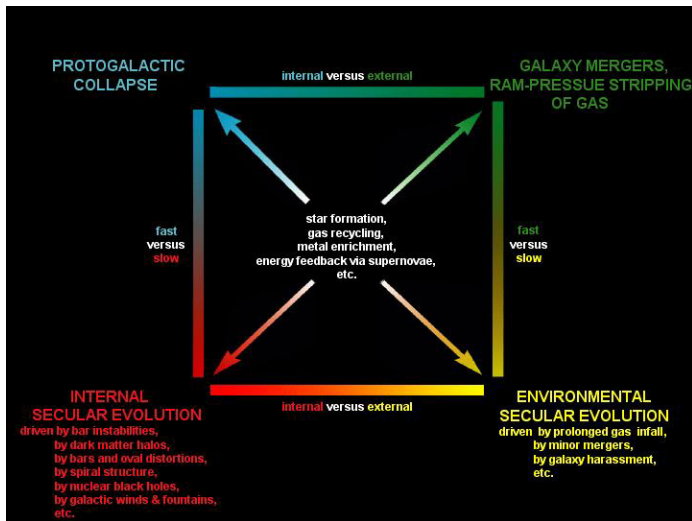 PROTOGALACTIC
COLLAPSE
internal versus external
GALAXY MERGERS,
RAM-PRESSUE STRIPPING
OF GAS
fast
versus
slow
star formation,
gas recycling,
metal enrichment,
energy feedback via supernovae,
etc.
fast
versus
slow
INTERNAL
SECULAR EVOLUTION
driven by bar instabilities,
by dark matter halos,
by bars and oval distortions,
by spiral structure,
by nuclear black holes,
by galactic winds & fountains,
etc.
internal versus external
ENVIRONMENTAL
SECULAR EVOLUTION
driven by prolonged gas infall,
by minor mergers,
by galaxy harassment,
etc.